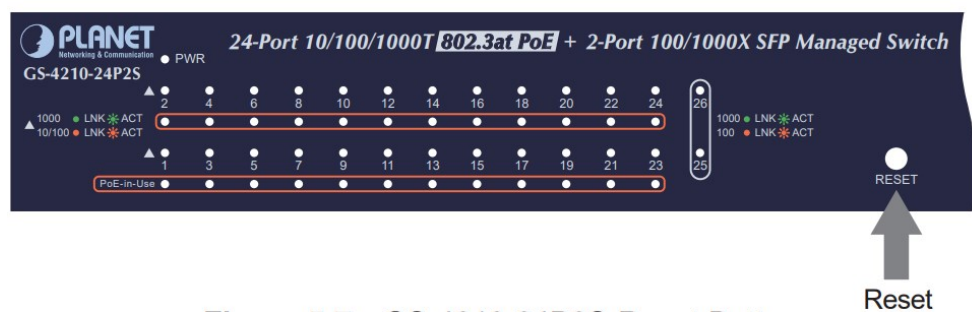 PLANET
Networking & Communication
GS-4210-24P2S
PWR
24-Port 10/100/1000T 802.3at PoE + 2-Port 100/1000X SFP Managed Switch
2 4 6 8 10 12 14 16 18 20 22 24 26
1000 LNK ACT
10/100 LNK ACT
1000 LNK ACT
100 LNK ACT
1 3 5 7 9 11 13 15 17 19 21 23 25
PoE-in-Use
RESET
Reset